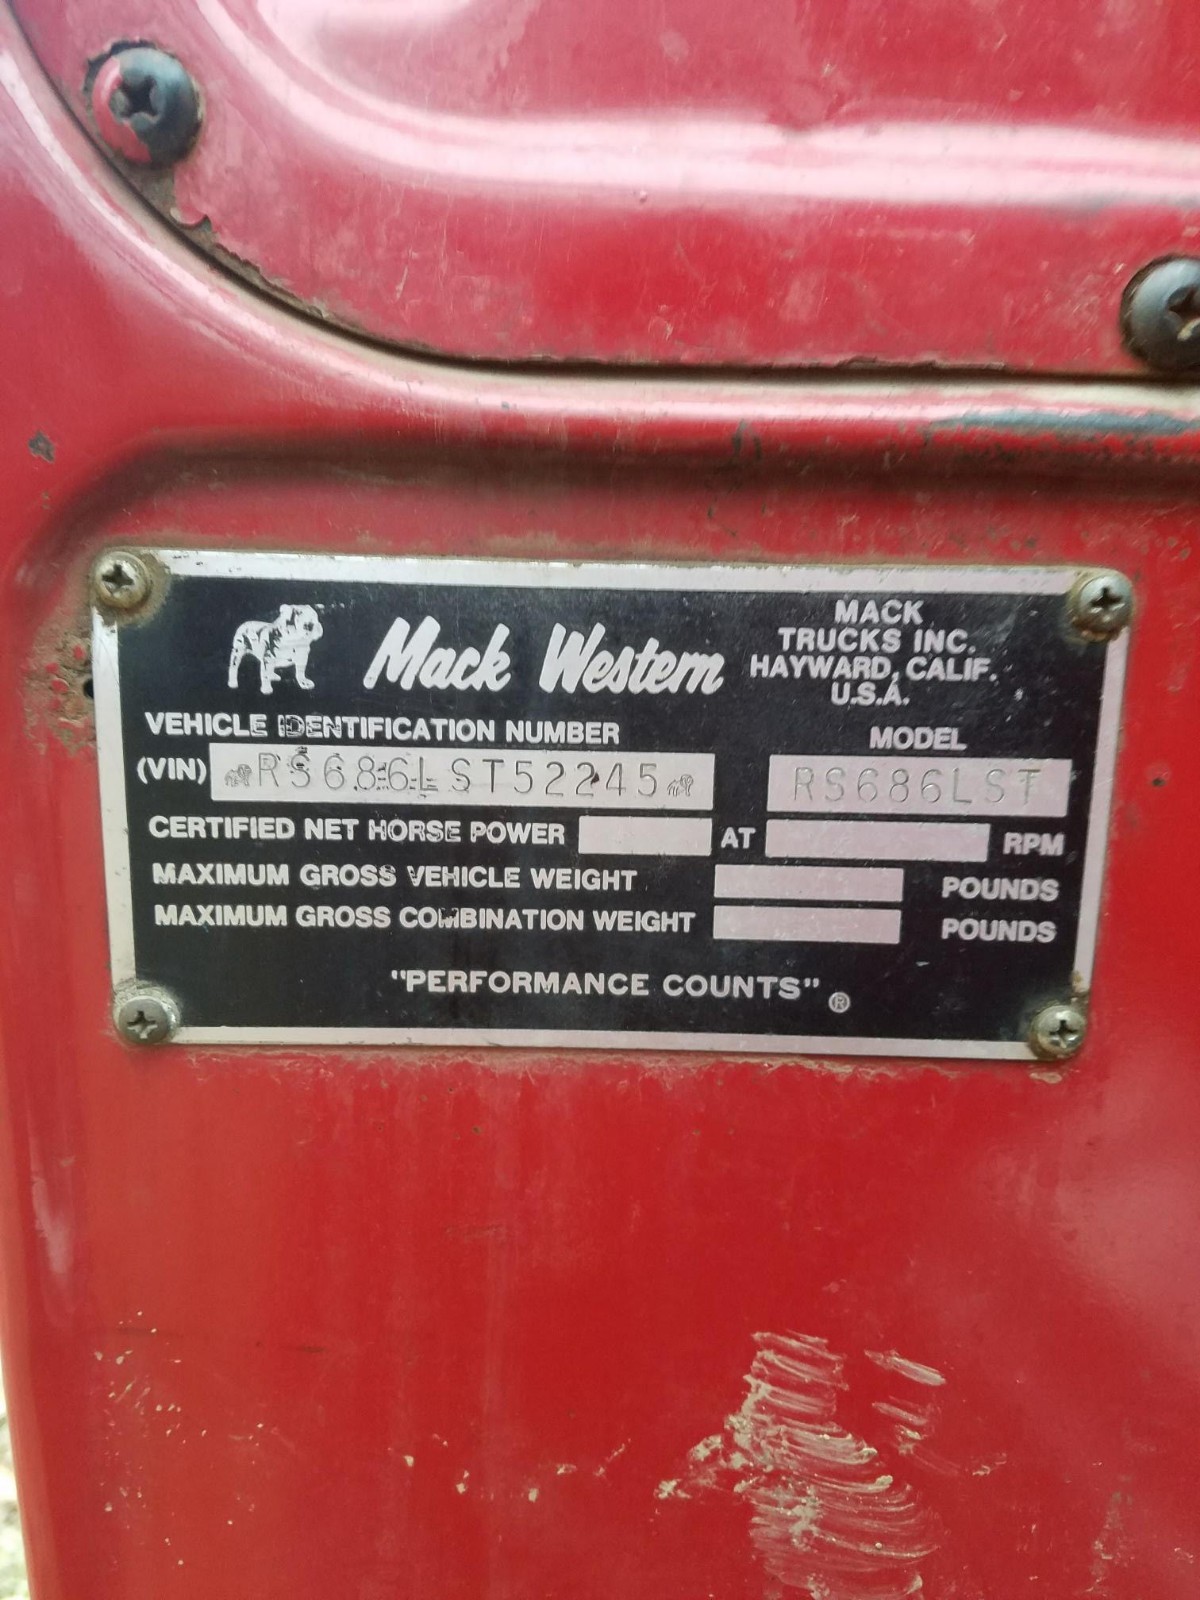 Mack Western
MACK
TRUCKS INC.
HAYWARD, CALIF.
U.S.A.
VEHICLE IDENTIFICATION NUMBER
MODEL
(VIN) RS686LST52245
RS686LST
CERTIFIED NET HORSE POWER AT RPM
MAXIMUM GROSS VEHICLE WEIGHT POUNDS
MAXIMUM GROSS COMBINATION WEIGHT POUNDS
"PERFORMANCE COUNTS" ®